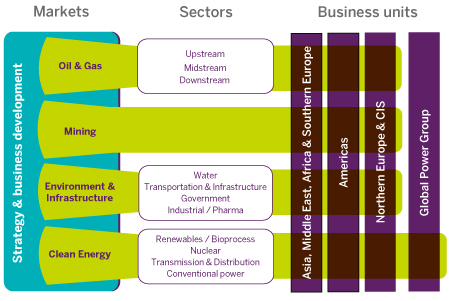 Markets
Sectors
Business units
Strategy & business development
Oil & Gas
Upstream
Midstream
Downstream
Mining
Environment &
Infrastructure
Water
Transportation & Infrastructure
Government
Industrial / Pharma
Clean Energy
Renewables / Bioprocess
Nuclear
Transmission & Distribution
Conventional power
Asia, Middle East, Africa & Southern Europe
Americas
Northern Europe & CIS
Global Power Group